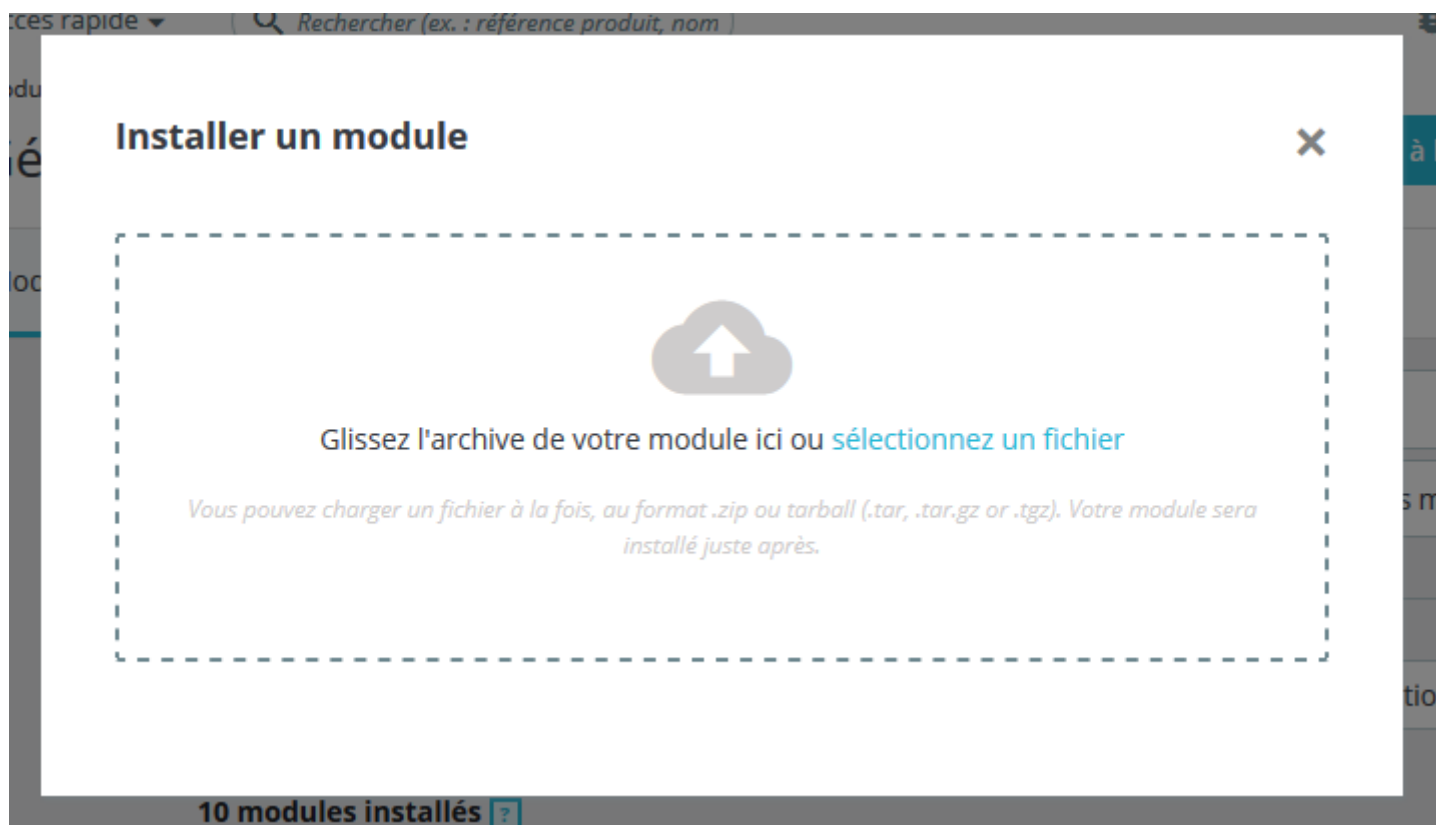 rapide
Rechercher (ex. : référence produit, nom
Installer un module
à
Glissez l'archive de votre module ici ou sélectionnez un fichier
Vous pouvez charger un fichier à la fois, au format .zip ou tarball (.tar, .tar.gz or .tgz). Votre module sera
installé juste après.
10 modules installés ?